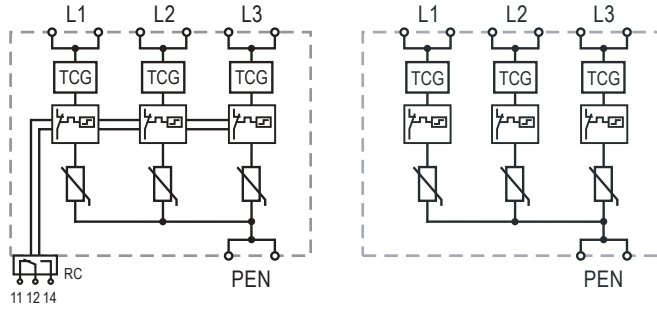 L1 L2 L3 L1 L2 L3
TCG TCG TCG TCG TCG TCG
RC PEN PEN
11 12 14